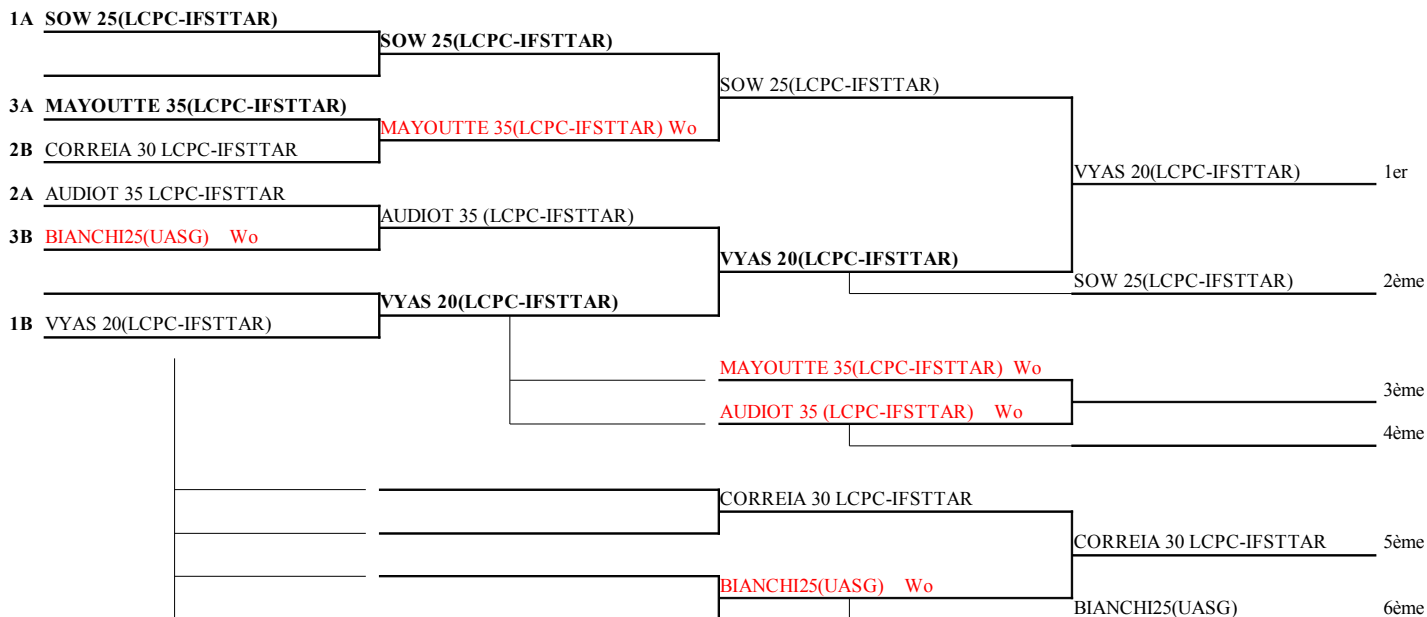 1A SOW 25(LCPC-IFSTTAR)
SOW 25(LCPC-IFSTTAR)
SOW 25(LCPC-IFSTTAR)
3A MAYOUTTE 35(LCPC-IFSTTAR)
MAYOUTTE 35(LCPC-IFSTTAR) Wo
2B CORREIA 30 LCPC-IFSTTAR
VYAS 20(LCPC-IFSTTAR) 1er
2A AUDIOT 35 LCPC-IFSTTAR
AUDIOT 35 (LCPC-IFSTTAR)
3B BIANCHI25(UASG) Wo
VYAS 20(LCPC-IFSTTAR)
SOW 25(LCPC-IFSTTAR) 2ème
VYAS 20(LCPC-IFSTTAR)
1B VYAS 20(LCPC-IFSTTAR)
MAYOUTTE 35(LCPC-IFSTTAR) Wo
3ème
AUDIOT 35 (LCPC-IFSTTAR) Wo
4ème
CORREIA 30 LCPC-IFSTTAR
CORREIA 30 LCPC-IFSTTAR 5ème
BIANCHI25(UASG) Wo
BIANCHI25(UASG) 6ème